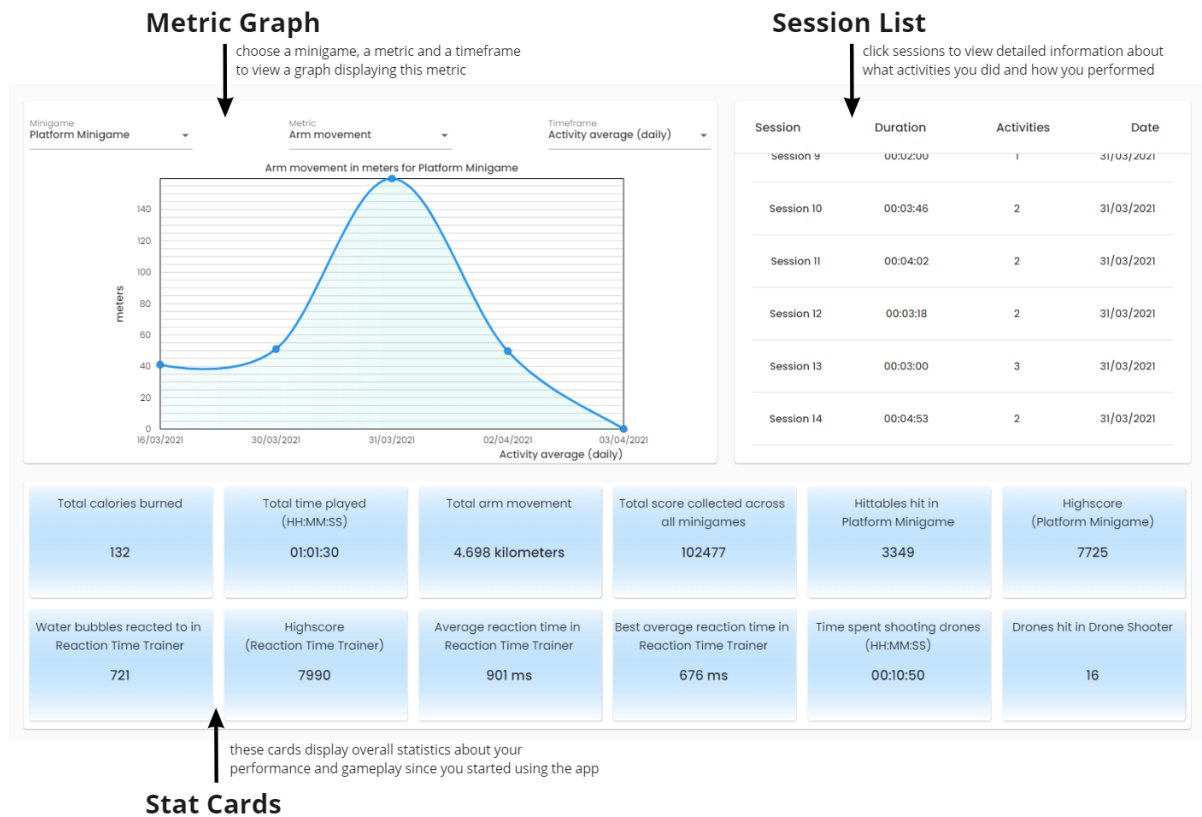 Metric Graph
choose a minigame, a metric and a timeframe
to view a graph displaying this metric
Session List
click sessions to view detailed information about
what activities you did and how you performed
Minigame
Platform Minigame
Metric
Arm movement
Timeframe
Activity average (daily)
Arm movement in meters for Platform Minigame
meters
140
120
100
80
60
40
20
0
16/03/2021 30/03/2021 31/03/2021 02/04/2021 03/04/2021
Activity average (daily)
Session Duration Activities Date
Session 9 00:02:00 1 31/03/2021
Session 10 00:03:46 2 31/03/2021
Session 11 00:04:02 2 31/03/2021
Session 12 00:03:18 2 31/03/2021
Session 13 00:03:00 3 31/03/2021
Session 14 00:04:53 2 31/03/2021
Total calories burned
132
Total time played
(HH:MM:SS)
01:01:30
Total arm movement
4.698 kilometers
Total score collected across
all minigames
102477
Hittables hit in
Platform Minigame
3349
Highscore
(Platform Minigame)
7725
Water bubbles reacted to in
Reaction Time Trainer
721
Highscore
(Reaction Time Trainer)
7990
Average reaction time in
Reaction Time Trainer
901 ms
Best average reaction time in
Reaction Time Trainer
676 ms
Time spent shooting drones
(HH:MM:SS)
00:10:50
Drones hit in Drone Shooter
16
these cards display overall statistics about your
performance and gameplay since you started using the app
Stat Cards